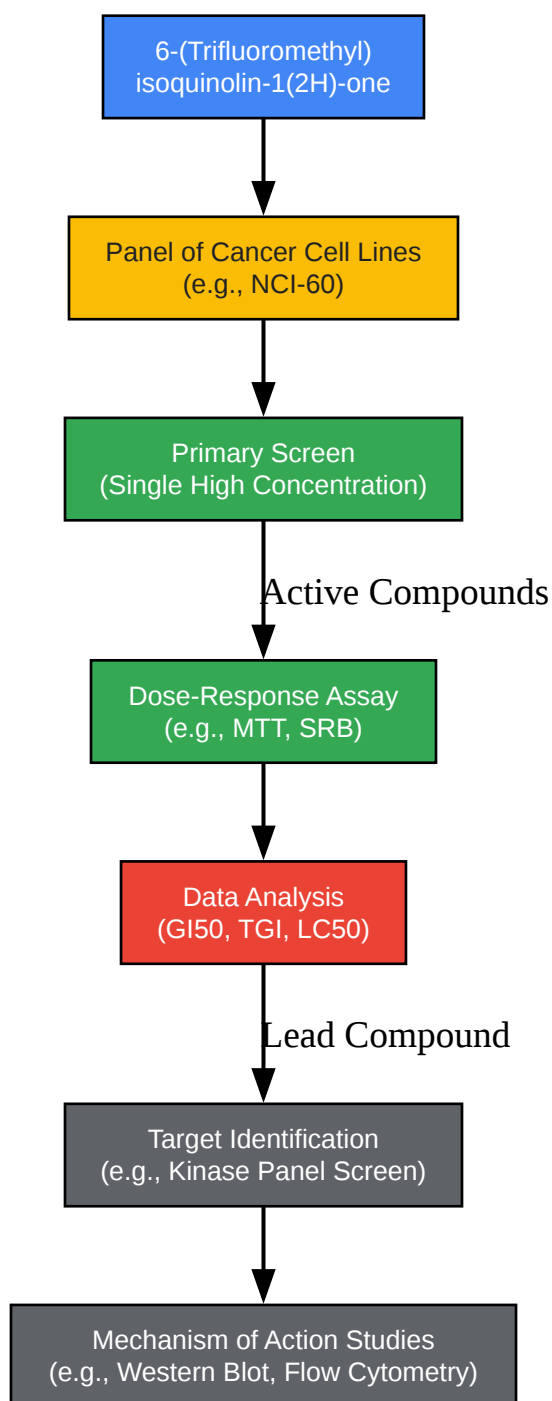 6-(Trifluoromethyl)
isoquinolin-1(2H)-one
Panel of Cancer Cell Lines
(e.g., NCI-60)
Primary Screen
(Single High Concentration)
Active Compounds
Dose-Response Assay
(e.g., MTT, SRB)
Data Analysis
(GI50, TGI, LC50)
Lead Compound
Target Identification
(e.g., Kinase Panel Screen)
Mechanism of Action Studies
(e.g., Western Blot, Flow Cytometry)